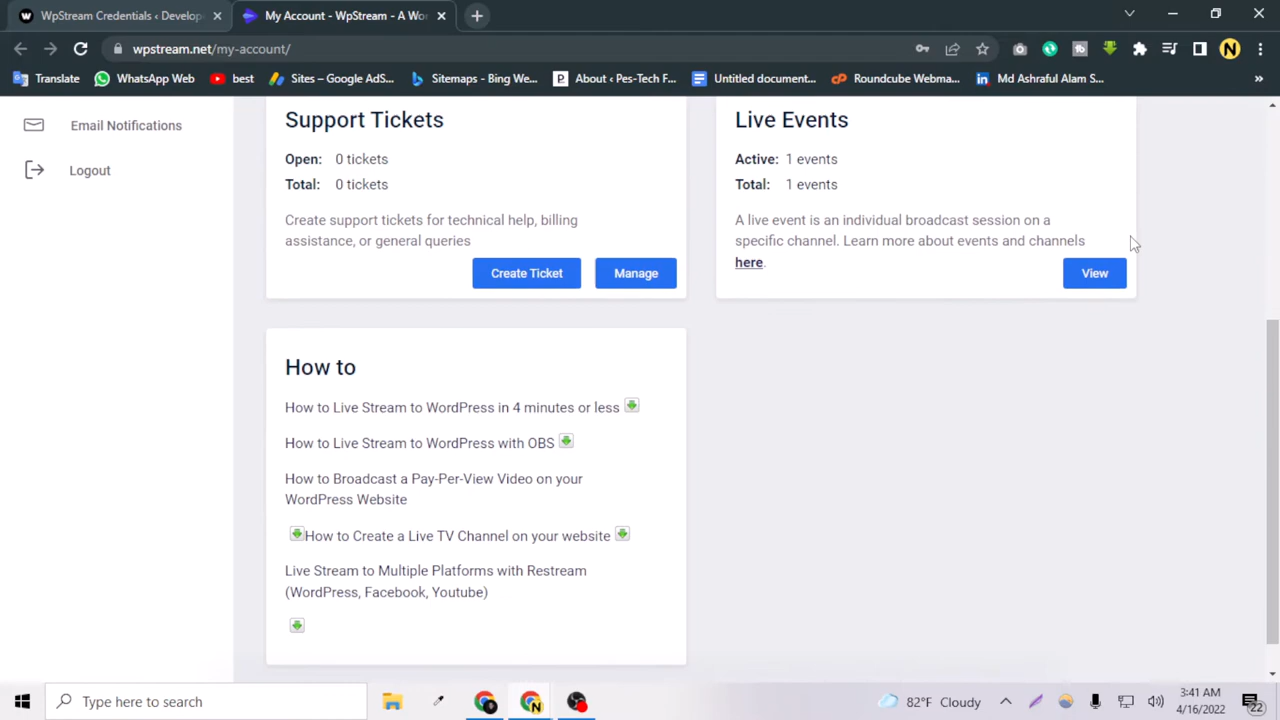 WpStream Credentials ‹ Develop
My Account - WpStream - A Wo
wpstream.net/my-account/
Translate
WhatsApp Web
best
Sites – Google AdS...
Sitemaps - Bing We...
About ‹ Pes-Tech F...
Untitled document...
Roundcube Webma...
Md Ashraful Alam S...
»
Email Notifications
Logout
Support Tickets
Open: 0 tickets
Total: 0 tickets
Create support tickets for technical help, billing
assistance, or general queries
Create Ticket
Manage
Live Events
Active: 1 events
Total: 1 events
A live event is an individual broadcast session on a
specific channel. Learn more about events and channels
here.
View
How to
How to Live Stream to WordPress in 4 minutes or less
How to Live Stream to WordPress with OBS
How to Broadcast a Pay-Per-View Video on your
WordPress Website
How to Create a Live TV Channel on your website
Live Stream to Multiple Platforms with Restream
(WordPress, Facebook, Youtube)
Type here to search
82°F Cloudy
3:41 AM
4/16/2022
22